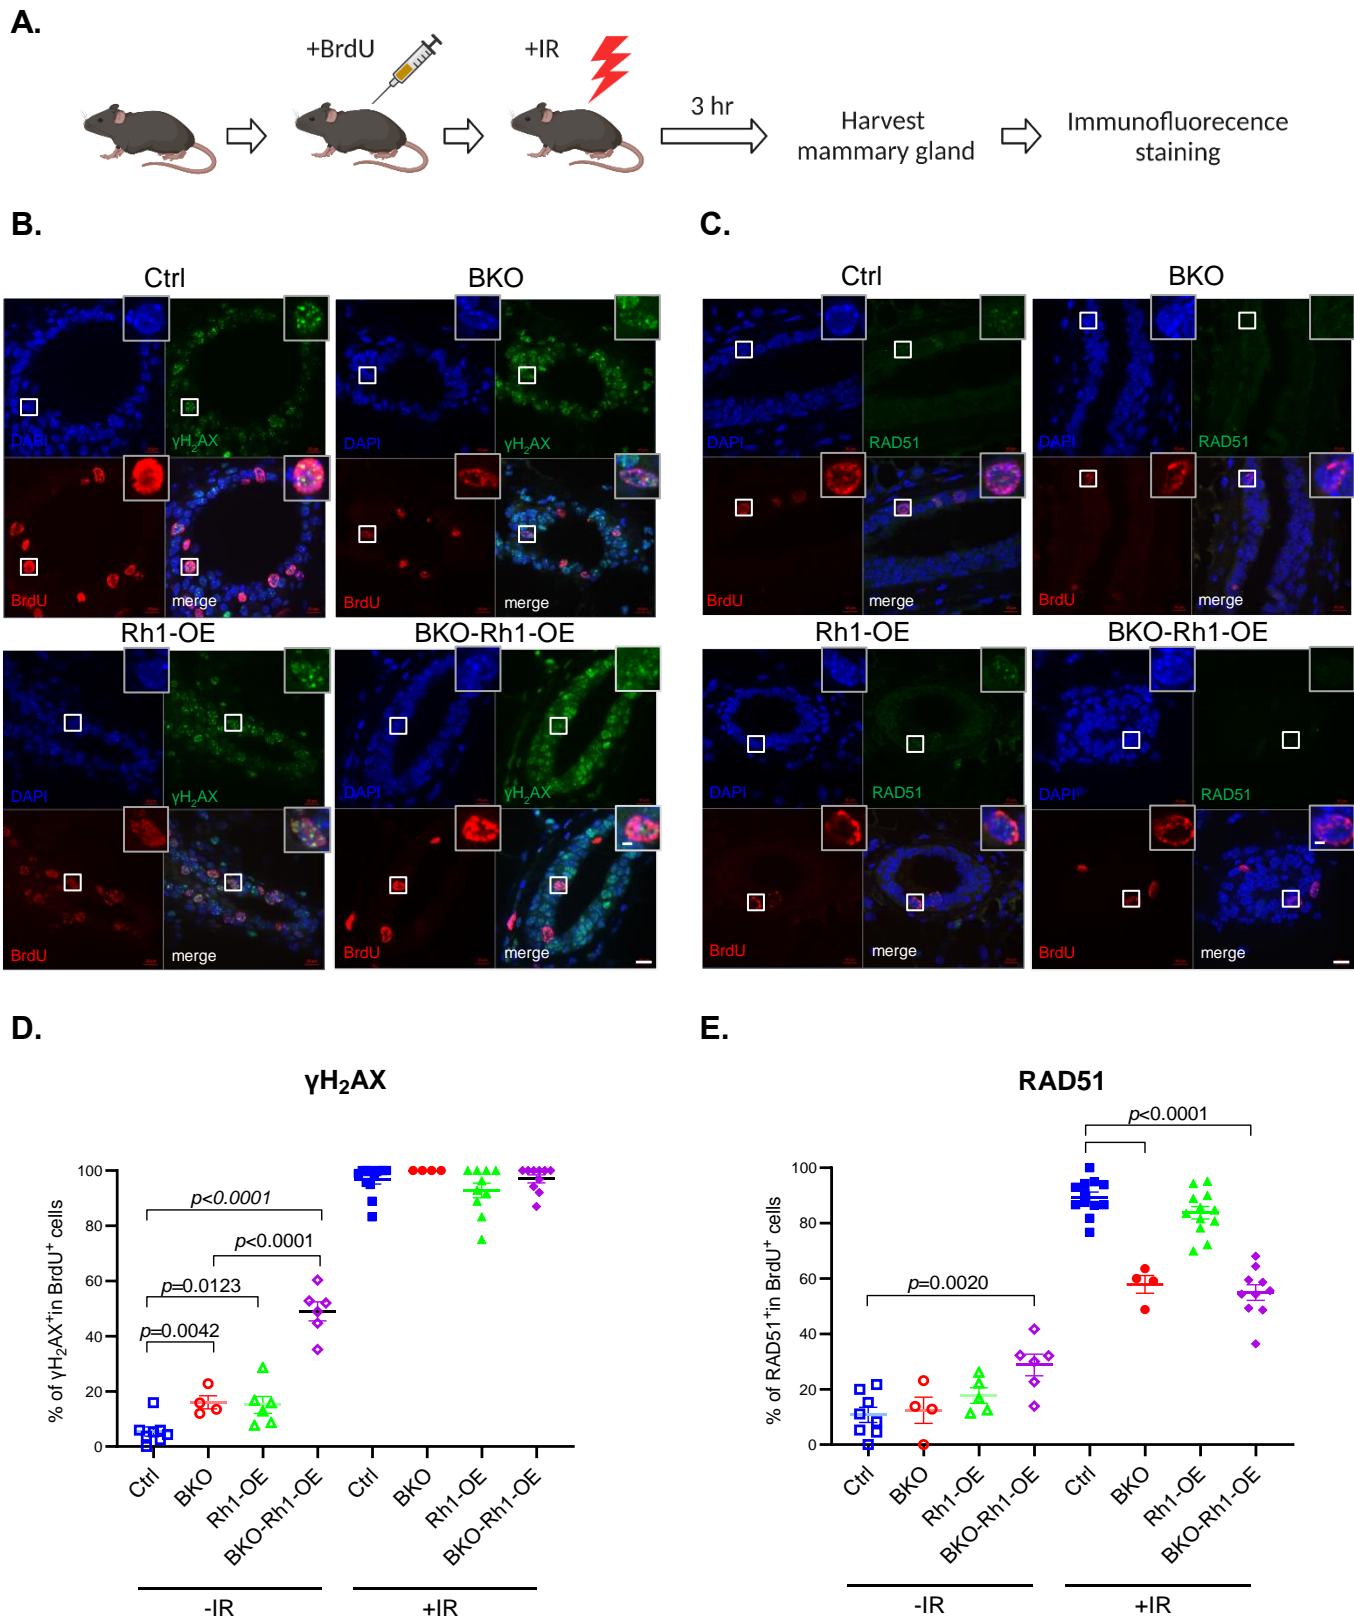 A.
+BrdU
+IR
3 hr
Harvest
mammary gland
Immunofluorecence
staining
B.
Ctrl
BKO
DAPI
γH2AX
DAPI
γH2AX
BrdU
merge
BrdU
merge
Rh1-OE
BKO-Rh1-OE
DAPI
γH2AX
DAPI
γH2AX
BrdU
merge
BrdU
merge
C.
Ctrl
BKO
DAPI
RAD51
DAPI
RAD51
BrdU
merge
BrdU
merge
Rh1-OE
BKO-Rh1-OE
DAPI
RAD51
DAPI
RAD51
BrdU
merge
BrdU
merge
D.
γH2AX
% of γH2AX+in BrdU+ cells
100
80
60
40
20
0
p<0.0001
p<0.0001
p=0.0123
p=0.0042
Ctrl
BKO
Rh1-OE
BKO-Rh1-OE
Ctrl
BKO
Rh1-OE
BKO-Rh1-OE
-IR
+IR
E.
RAD51
% of RAD51+in BrdU+ cells
100
80
60
40
20
0
p<0.0001
p=0.0020
Ctrl
BKO
Rh1-OE
BKO-Rh1-OE
Ctrl
BKO
Rh1-OE
BKO-Rh1-OE
-IR
+IR